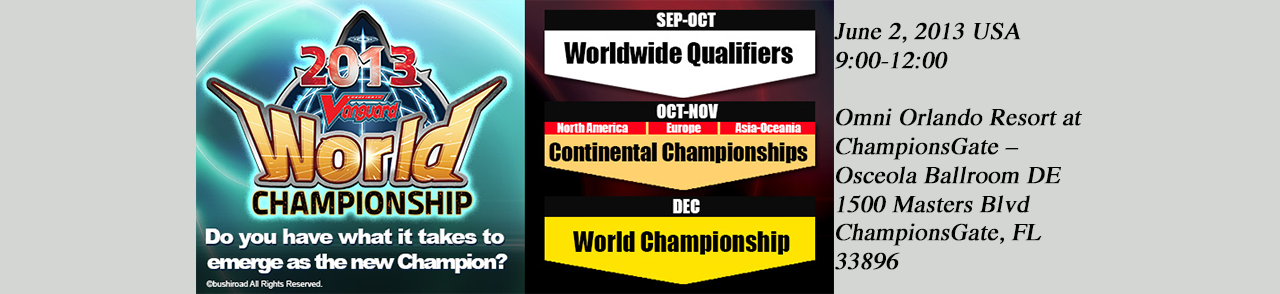 2013
Vanguard
World
CHAMPIONSHIP
Do you have what it takes to
emerge as the new Champion?
©bushiroad All Rights Reserved.
SEP-OCT
Worldwide Qualifiers
OCT-NOV
North America Europe Asia-Oceania
Continental Championships
DEC
World Championship
June 2, 2013 USA
9:00-12:00
Omni Orlando Resort at
ChampionsGate –
Osceola Ballroom DE
1500 Masters Blvd
ChampionsGate, FL
33896